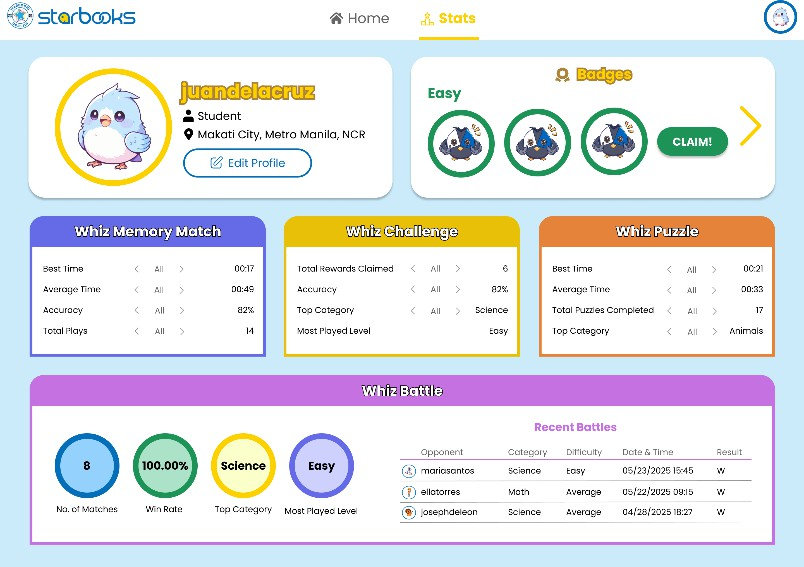 starbooks
Home
Stats
juandelacruz
Student
Makati City, Metro Manila, NCR
Edit Profile
Badges
Easy
CLAIM!
Whiz Memory Match
Best Time All 00:17
Average Time All 00:49
Accuracy All 82%
Total Plays All 14
Whiz Challenge
Total Rewards Claimed All 6
Accuracy All 82%
Top Category All Science
Most Played Level Easy
Whiz Puzzle
Best Time All 00:21
Average Time All 00:33
Total Puzzles Completed All 17
Top Category All Animals
Whiz Battle
8
No. of Matches
100.00%
Win Rate
Science
Top Category
Easy
Most Played Level
Recent Battles
Opponent Category Difficulty Date & Time Result
mariasantos Science Easy 05/23/2025 15:45 W
ellatorres Math Average 05/22/2025 09:15 W
josephdeleon Science Average 04/28/2025 18:27 W